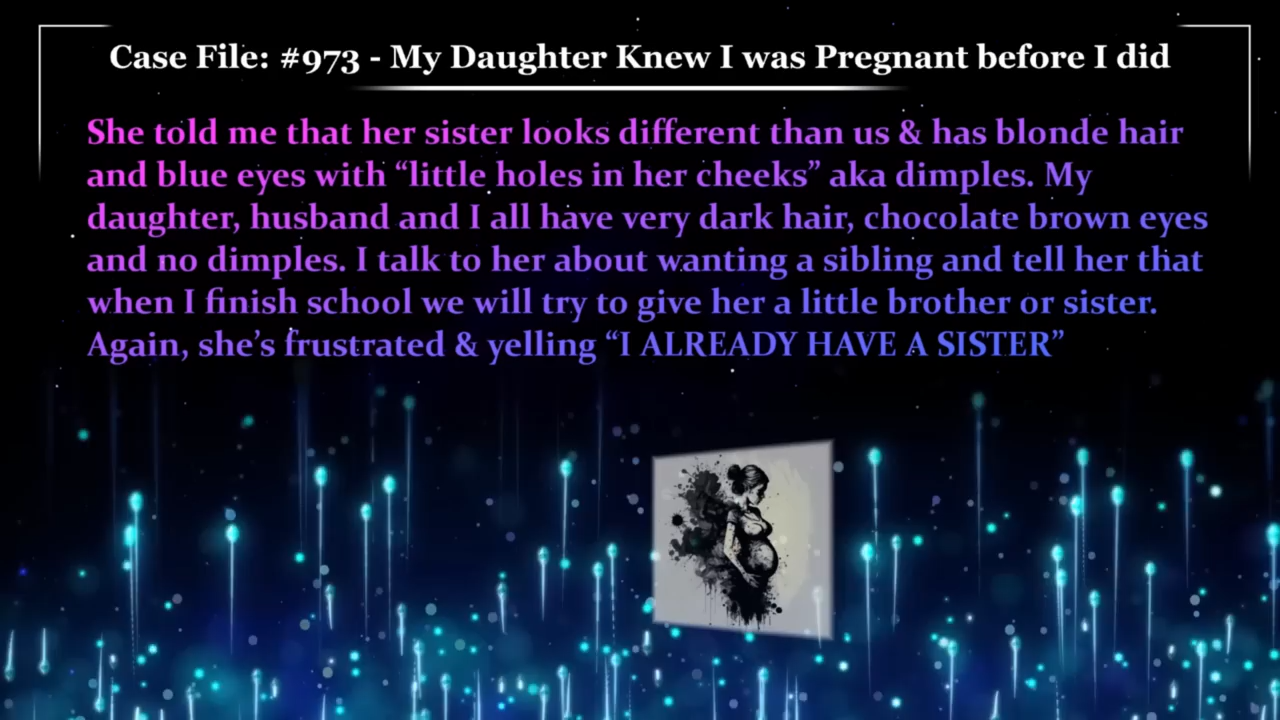 Case File: #973 - My Daughter Knew I was Pregnant before I did
She told me that her sister looks different than us & has blonde hair
and blue eyes with “little holes in her cheeks” aka dimples. My
daughter, husband and I all have very dark hair, chocolate brown eyes
and no dimples. I talk to her about wanting a sibling and tell her that
when I finish school we will try to give her a little brother or sister.
Again, she’s frustrated & yelling “I ALREADY HAVE A SISTER”